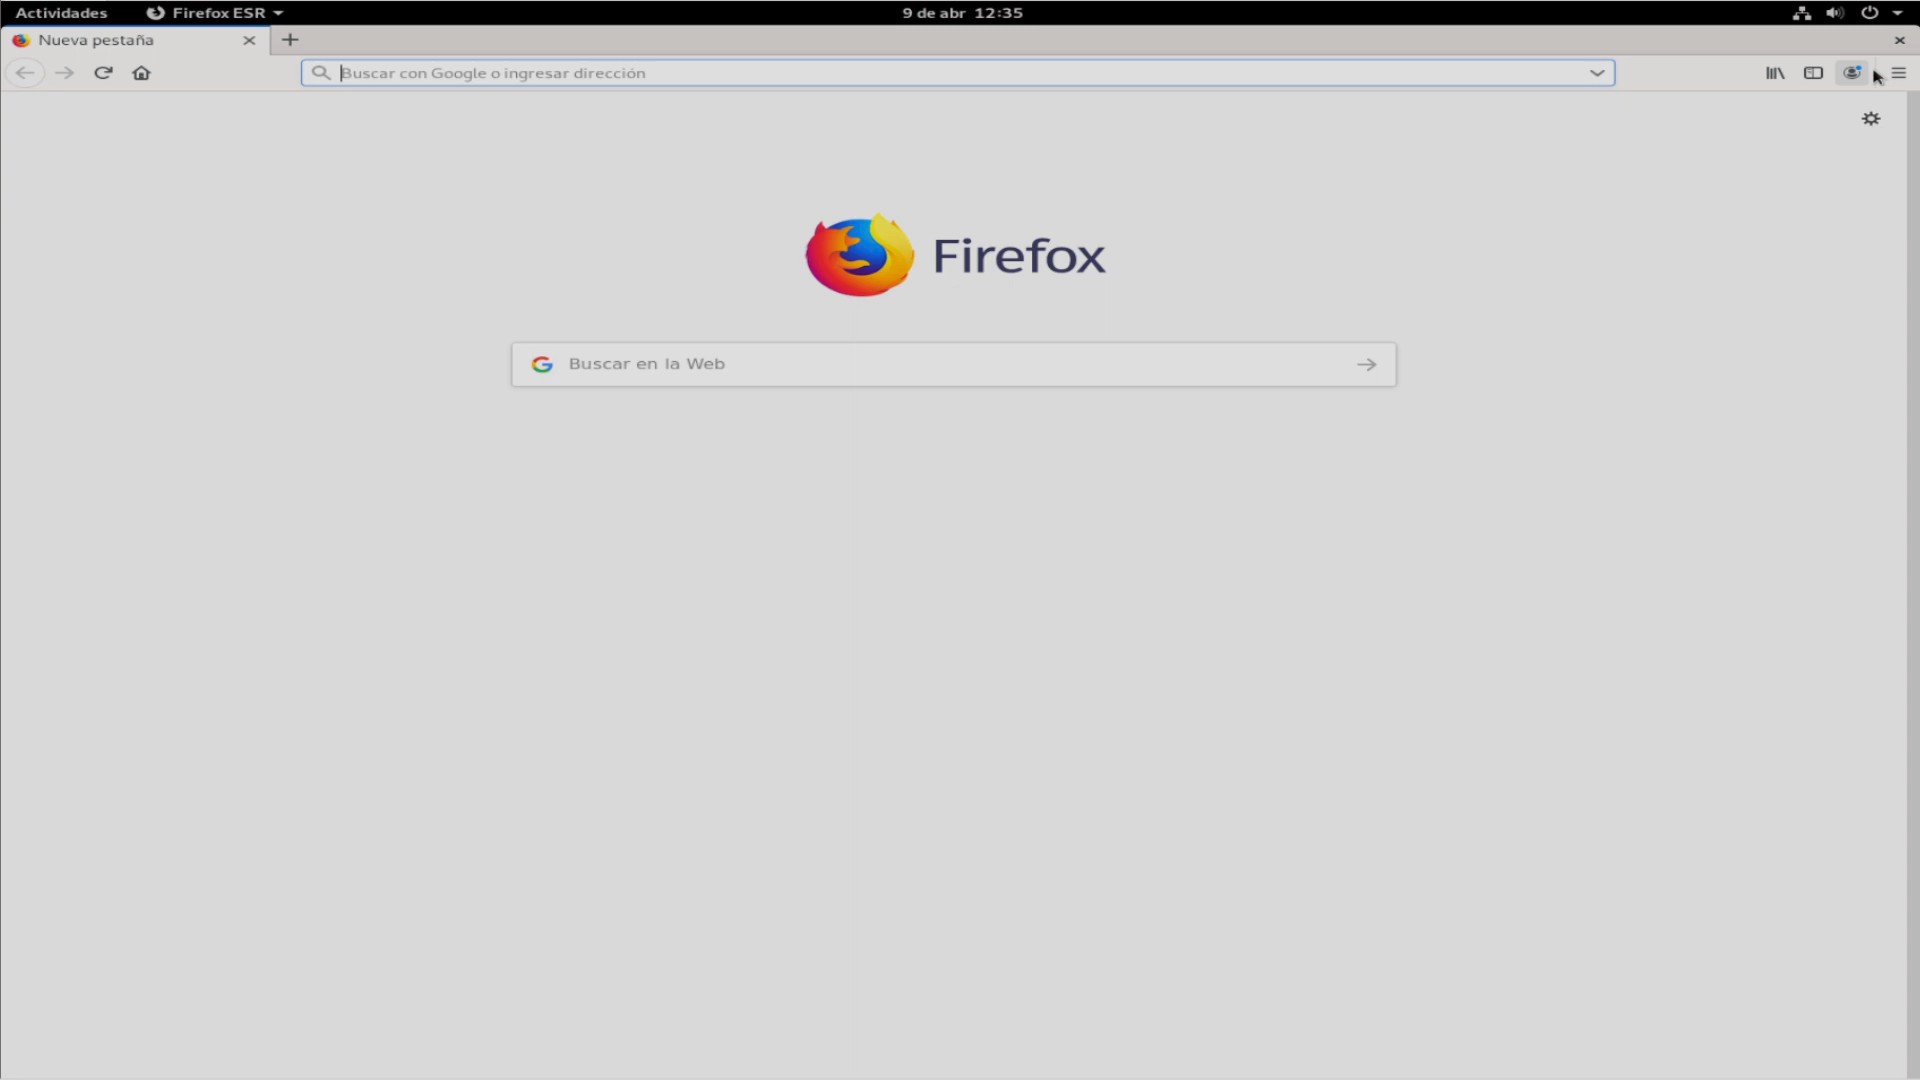 Actividades Firefox ESR 9 de abr 12:35
Nueva pestaña
Buscar con Google o ingresar dirección
Firefox
Buscar en la Web